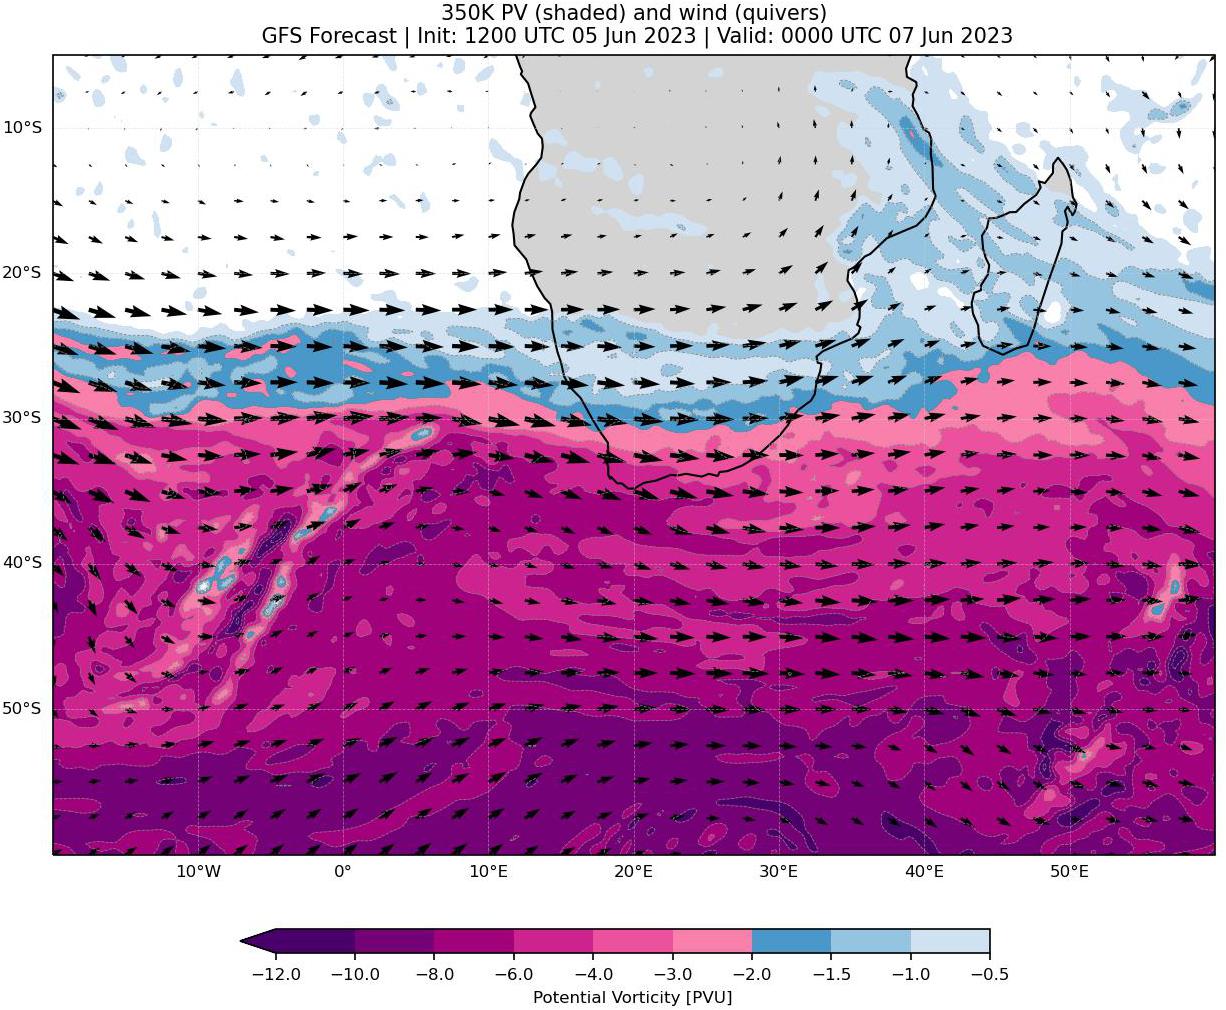 350K PV (shaded) and wind (quivers)
GFS Forecast | Init: 1200 UTC 05 Jun 2023 | Valid: 0000 UTC 07 Jun 2023
10°S
20°S
30°S
40°S
50°S
10°W 0° 10°E 20°E 30°E 40°E 50°E
−12.0 −10.0 −8.0 −6.0 −4.0 −3.0 −2.0 −1.5 −1.0 −0.5
Potential Vorticity [PVU]